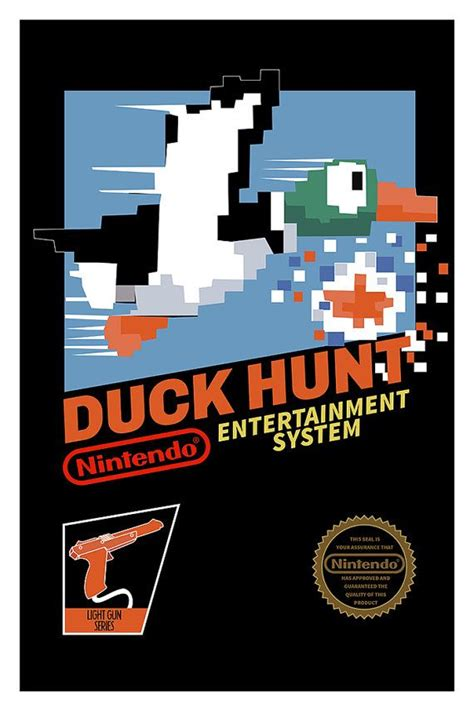 DUCK HUNT
Nintendo®
ENTERTAINMENT
SYSTEM
LIGHT GUN
SERIES
THIS SEAL IS
YOUR ASSURANCE THAT
Nintendo
HAS APPROVED AND
GUARANTEED THE
QUALITY OF THIS
PRODUCT